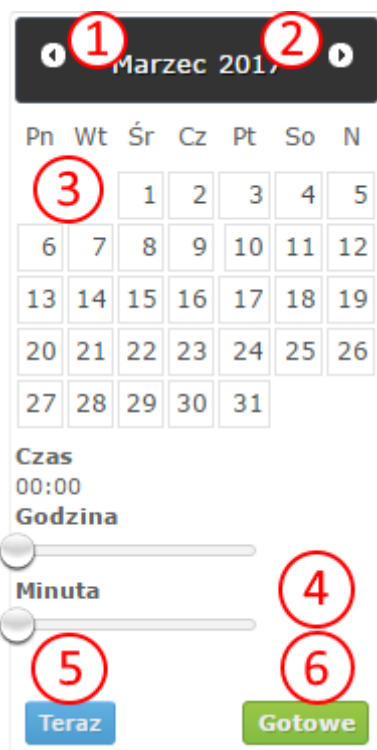 1 2
Marzec 2017
Pn Wt Śr Cz Pt So N
3 1 2 3 4 5
6 7 8 9 10 11 12
13 14 15 16 17 18 19
20 21 22 23 24 25 26
27 28 29 30 31
Czas
00:00
Godzina
Minuta
4
5 6
Teraz Gotowe